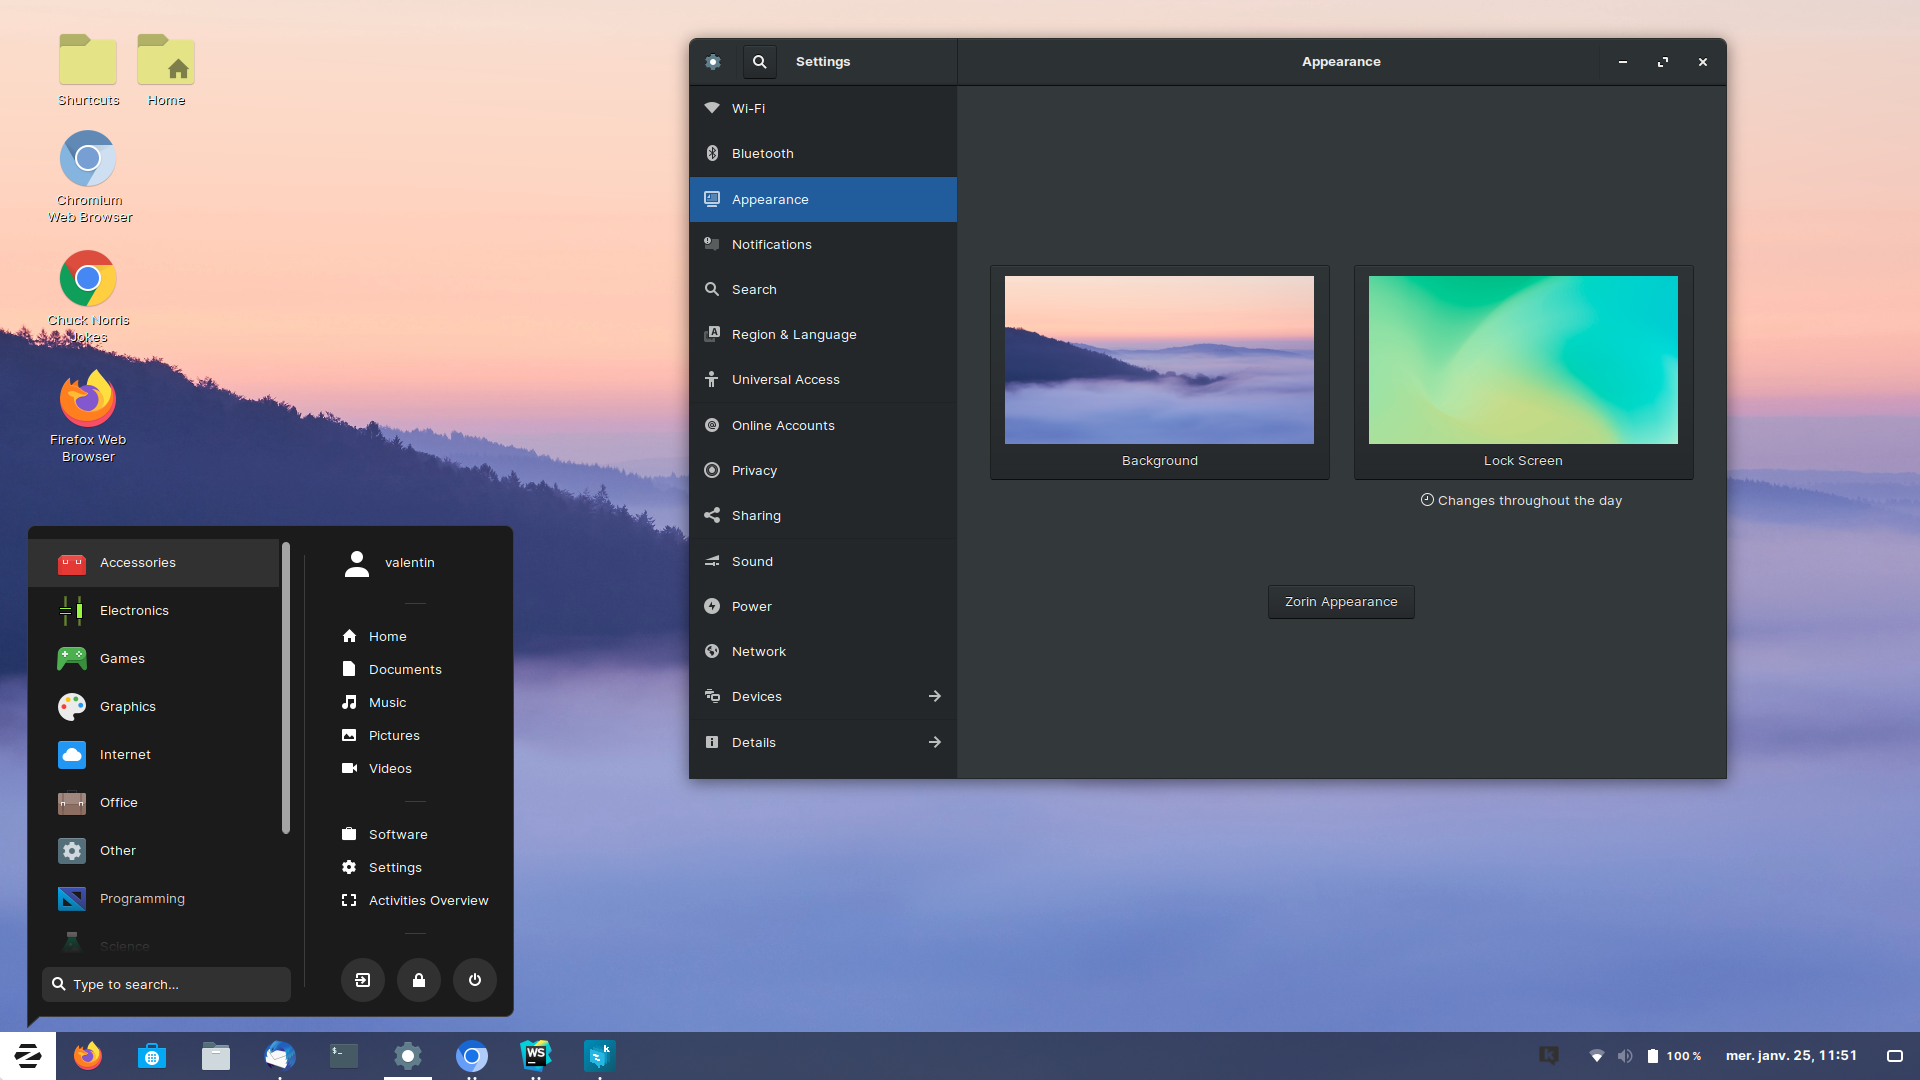 Shurtcuts
Home
Chromium
Web Browser
Chuck Norris
Jokes
Firefox Web
Browser
Settings
Appearance
Wi-Fi
Bluetooth
Appearance
Notifications
Search
Region & Language
Universal Access
Online Accounts
Privacy
Sharing
Sound
Power
Network
Devices
Details
Background
Lock Screen
Changes throughout the day
Zorin Appearance
Accessories
Electronics
Games
Graphics
Internet
Office
Other
Programming
Science
Type to search...
valentin
Home
Documents
Music
Pictures
Videos
Software
Settings
Activities Overview
WS
k
K
100 %
mer. janv. 25, 11:51